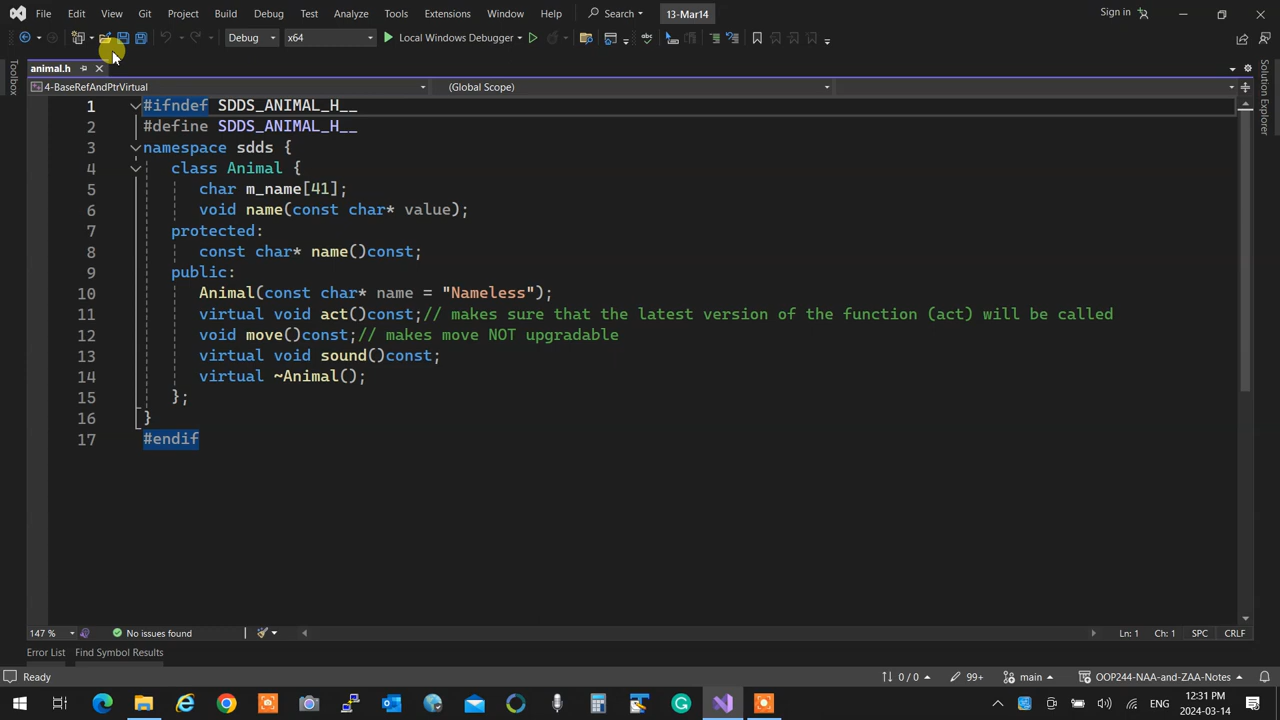 File Edit View Git Project Build Debug Test Analyze Tools Extensions Window Help Search 13-Mar14 Sign in
Debug x64 Local Windows Debugger
animal.h
4-BaseRefAndPtrVirtual (Global Scope)
Toolbox
Solution Explorer
1 #ifndef SDDS_ANIMAL_H__
2 #define SDDS_ANIMAL_H__
3 namespace sdds {
4 class Animal {
5 char m_name[41];
6 void name(const char* value);
7 protected:
8 const char* name()const;
9 public:
10 Animal(const char* name = "Nameless");
11 virtual void act()const;// makes sure that the latest version of the function (act) will be called
12 void move()const;// makes move NOT upgradable
13 virtual void sound()const;
14 virtual ~Animal();
15 };
16 }
17 #endif
147 % No issues found Ln: 1 Ch: 1 SPC CRLF
Error List Find Symbol Results
Ready 0 / 0 99+ main OOP244-NAA-and-ZAA-Notes
ENG 12:31 PM
2024-03-14